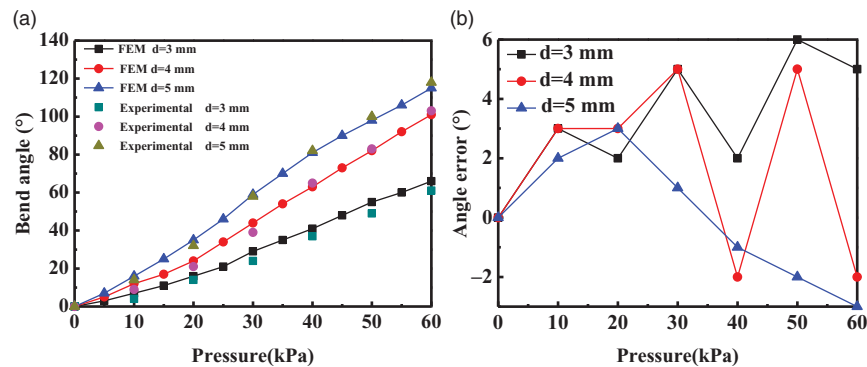 (a)
140
120
100
80
60
40
20
0
Bend angle (°)
FEM d=3 mm
FEM d=4 mm
FEM d=5 mm
Experimental d=3 mm
Experimental d=4 mm
Experimental d=5 mm
0 10 20 30 40 50 60
Pressure(kPa)
(b)
6
4
2
0
−2
Angle error (°)
d=3 mm
d=4 mm
d=5 mm
0 10 20 30 40 50 60
Pressure(kPa)